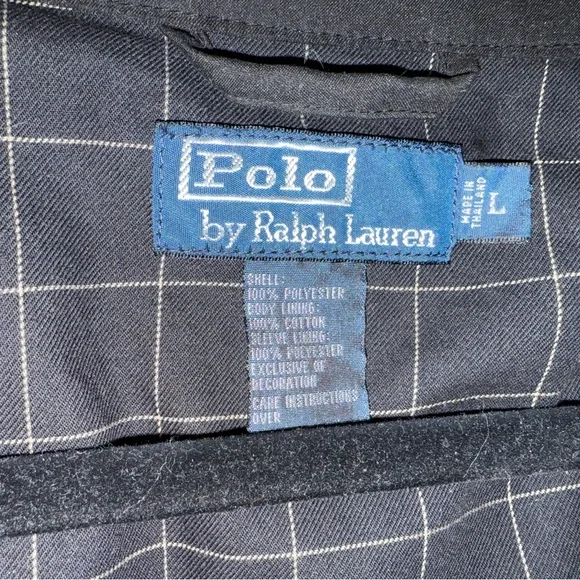 Polo
by Ralph Lauren
MADE IN
THAILAND
L
SHELL:
100% POLYESTER
BODY LINING:
100% COTTON
SLEEVE LINING:
100% POLYESTER
EXCLUSIVE OF
DECORATION
CARE INSTRUCTIONS
OVER